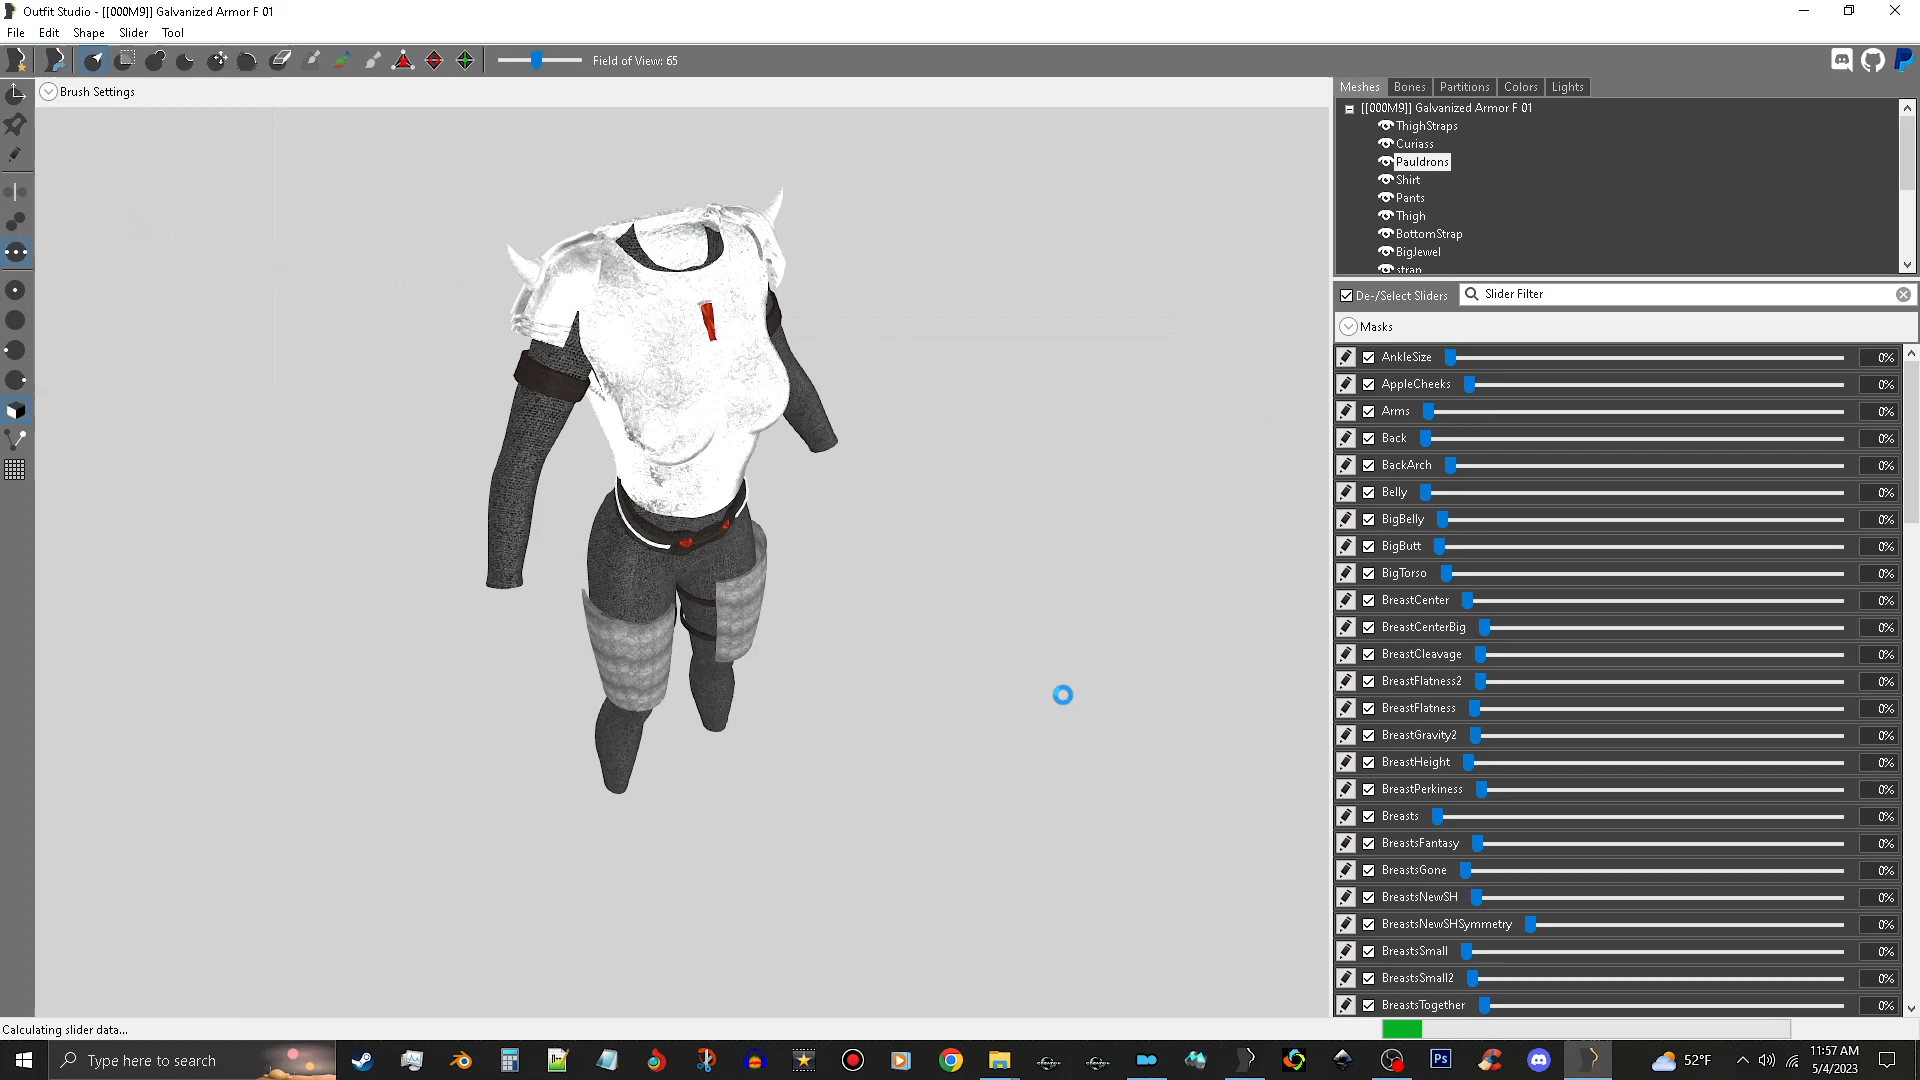 Outfit Studio - [[000M9]] Galvanized Armor F 01
File Edit Shape Slider Tool
Field of View: 65
Brush Settings
Meshes Bones Partitions Colors Lights
[[000M9]] Galvanized Armor F 01
ThighStraps
Curiass
Pauldrons
Shirt
Pants
Thigh
BottomStrap
BigJewel
strap
De-/Select Sliders Slider Filter
Masks
AnkleSize 0%
AppleCheeks 0%
Arms 0%
Back 0%
BackArch 0%
Belly 0%
BigBelly 0%
BigButt 0%
BigTorso 0%
BreastCenter 0%
BreastCenterBig 0%
BreastCleavage 0%
BreastFlatness2 0%
BreastFlatness 0%
BreastGravity2 0%
BreastHeight 0%
BreastPerkiness 0%
Breasts 0%
BreastsFantasy 0%
BreastsGone 0%
BreastsNewSH 0%
BreastsNewSHSymmetry 0%
BreastsSmall 0%
BreastsSmall2 0%
BreastsTogether 0%
Calculating slider data...
Type here to search
Ps
52°F
11:57 AM
5/4/2023